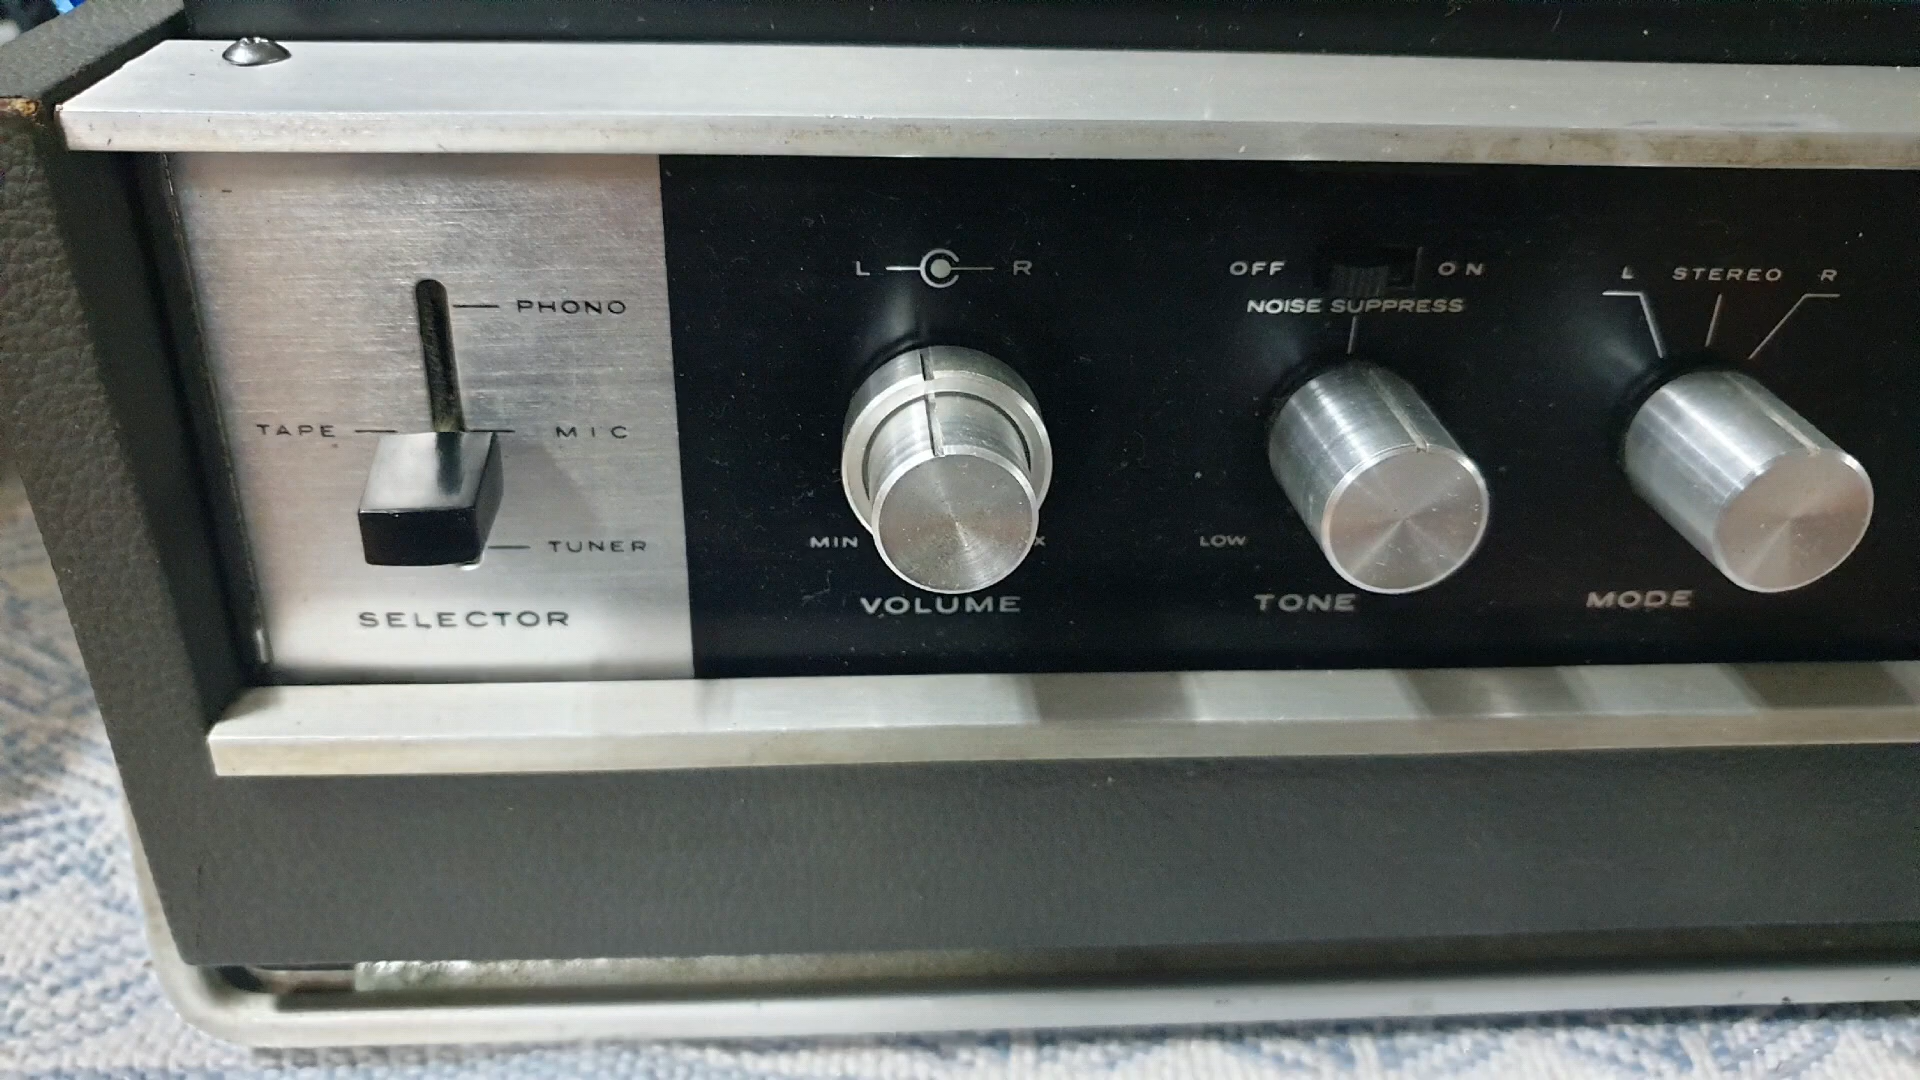 PHONO
TAPE
MIC
TUNER
SELECTOR
L R
MIN
VOLUME
OFF ON
NOISE SUPPRESS
LOW
TONE
L STEREO R
MODE